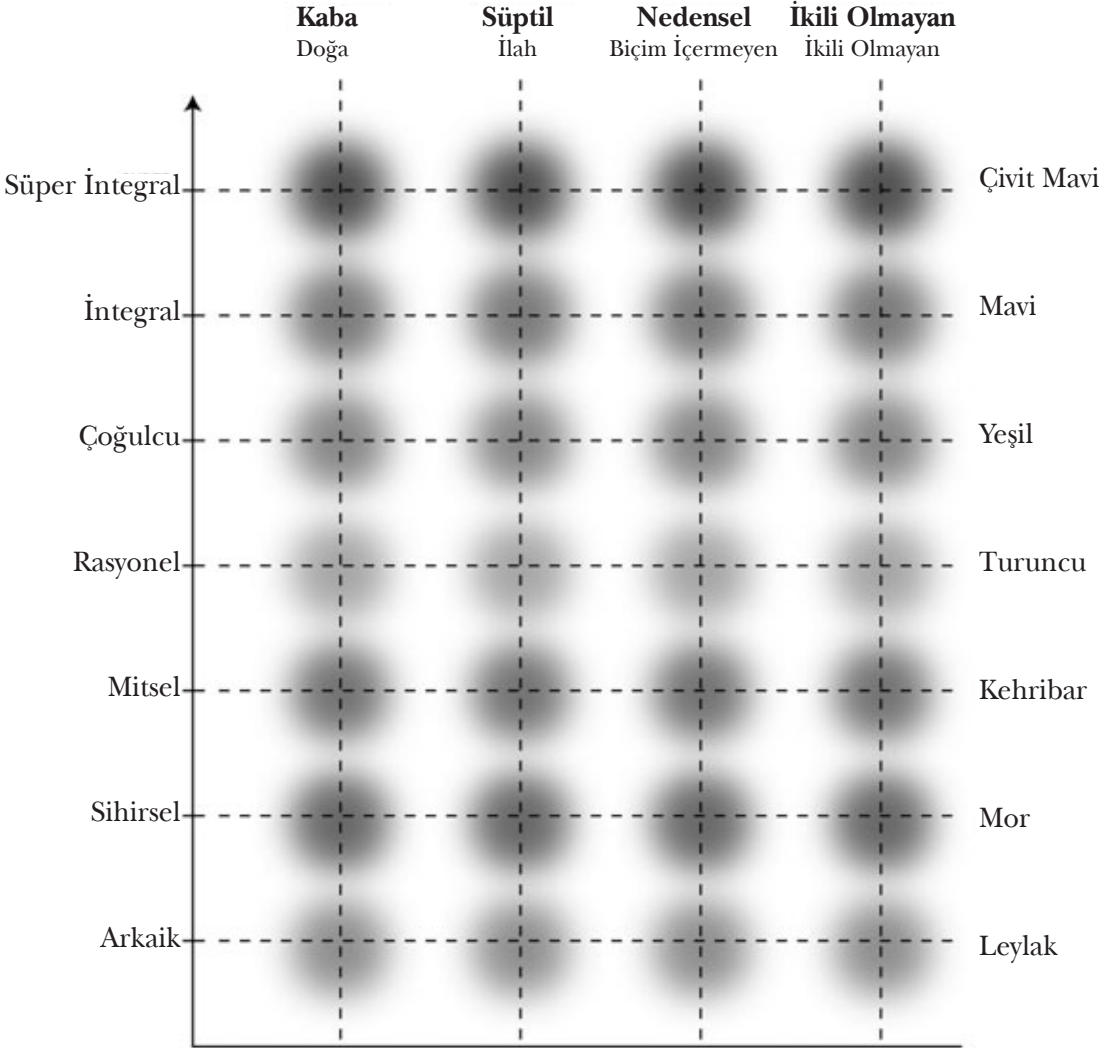 Kaba Süptil Nedensel İkili Olmayan
Doğa İlah Biçim İçermeyen İkili Olmayan
Süper İntegral Çivit Mavi
İntegral Mavi
Çoğulcu Yeşil
Rasyonel Turuncu
Mitsel Kehribar
Sihirsel Mor
Arkaik Leylak